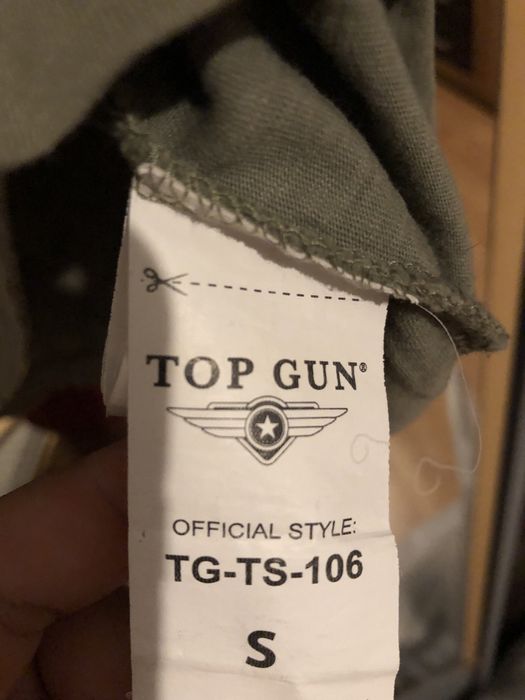 TOP GUN®
OFFICIAL STYLE:
TG-TS-106
S